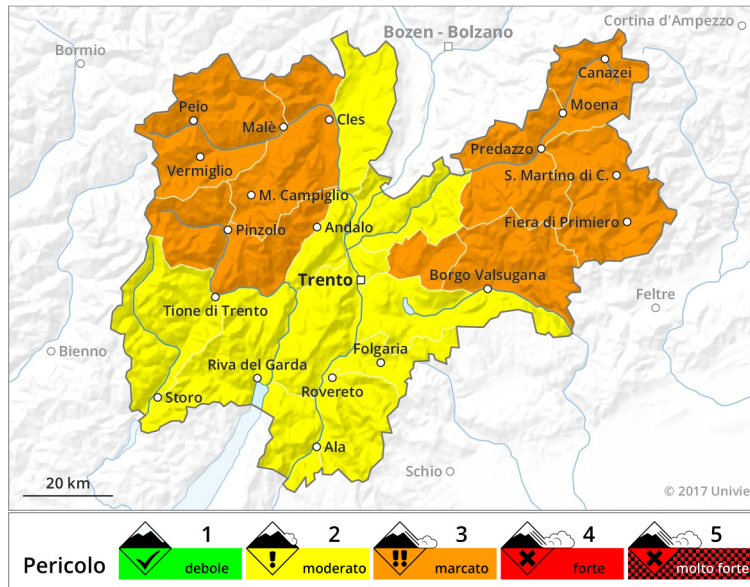 Cortina d'Ampezzo
Bozen - Bolzano
Bormio
Canazei
Peio
Moena
Malè
Cles
Predazzo
Vermiglio
S. Martino di C.
M. Campiglio
Fiera di Primiero
Andalo
Pinzolo
Trento
Borgo Valsugana
Feltre
Tione di Trento
Folgaria
Bienno
Riva del Garda
Rovereto
Storo
Ala
Schio
20 km
© 2017 Univie
1 2 3 4 5
Pericolo ! debole moderato !! marcato forte molto forte